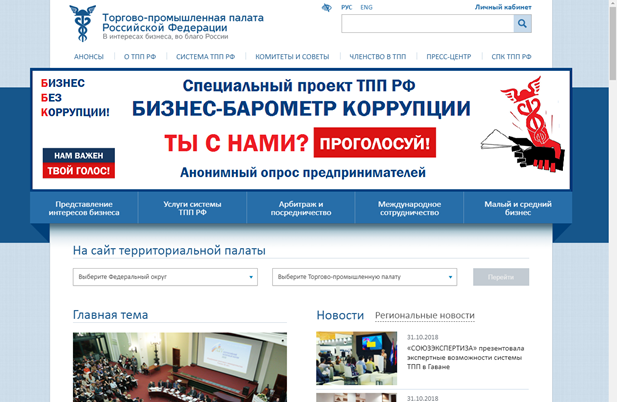 Торгово-промышленная палата
Российской Федерации
В интересах бизнеса, во благо России
РУС ENG
Личный кабинет
АНОНСЫ О ТПП РФ СИСТЕМА ТПП РФ КОМИТЕТЫ И СОВЕТЫ ЧЛЕНСТВО В ТПП ПРЕСС-ЦЕНТР СПК ТПП РФ
БИЗНЕС
БЕЗ
КОРРУПЦИИ!
НАМ ВАЖЕН
ТВОЙ ГОЛОС!
Специальный проект ТПП РФ
БИЗНЕС-БАРОМЕТР КОРРУПЦИИ
ТЫ С НАМИ? ПРОГОЛОСУЙ!
Анонимный опрос предпринимателей
Представление
интересов бизнеса
Услуги системы
ТПП РФ
Арбитраж и
посредничество
Международное
сотрудничество
Малый и средний
бизнес
На сайт территориальной палаты
Выберите Федеральный округ
Выберите Торгово-промышленную палату
Перейти
Главная тема
Новости Региональные новости
31.10.2018
«СОЮЗЭКСПЕРТИЗА» презентовала
экспертные возможности системы
ТПП в Гаване
31.10.2018